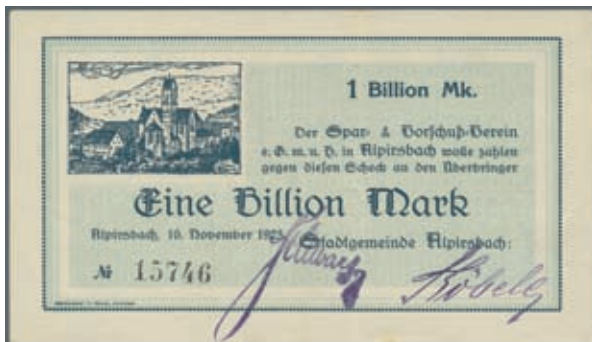 1 Billion Mk.
Der Spar- & Vorschuß-Verein
e. G. m. u. H. in Alpirsbach wolle zahlen
gegen diesen Scheck an den Überbringer
Eine Billion Mark
Alpirsbach, 10. November 1923
Stadtgemeinde Alpirsbach:
№ 15746